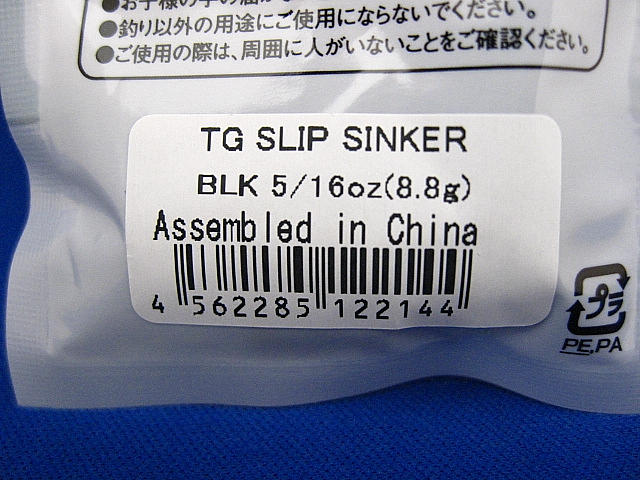 ●釣り以外の用途にご使用にならないでください。
●ご使用の際は、周囲に人がいないことをご確認ください。
TG SLIP SINKER
BLK 5/16oz(8.8g)
Assembled in China
4 562285 122144
プラ
PE,PA